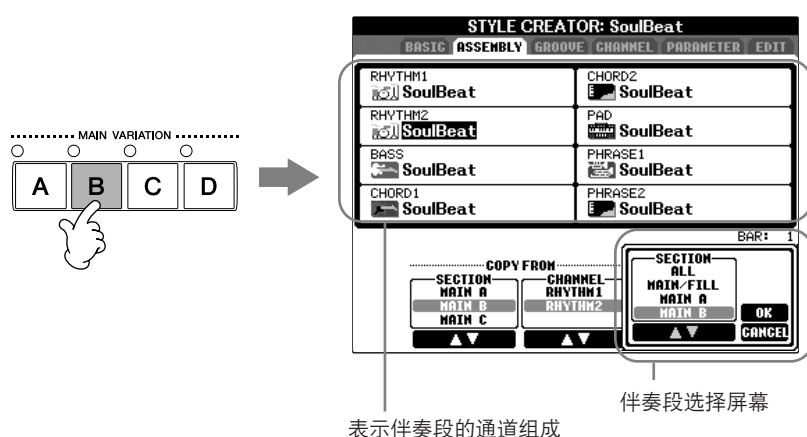 STYLE CREATOR: SoulBeat
BASIC ASSEMBLY GROOVE CHANNEL PARAMETER EDIT
RHYTHM1
SoulBeat
CHORD2
SoulBeat
RHYTHM2
SoulBeat
PAD
SoulBeat
BASS
SoulBeat
PHRASE1
SoulBeat
CHORD1
SoulBeat
PHRASE2
SoulBeat
MAIN VARIATION
A B C D
BAR: 1
COPY FROM
SECTION
MAIN A
MAIN B
MAIN C
CHANNEL
RHYTHM1
RHYTHM2
SECTION
ALL
MAIN/FILL
MAIN A
MAIN B
OK
CANCEL
伴奏段选择屏幕
表示伴奏段的通道组成